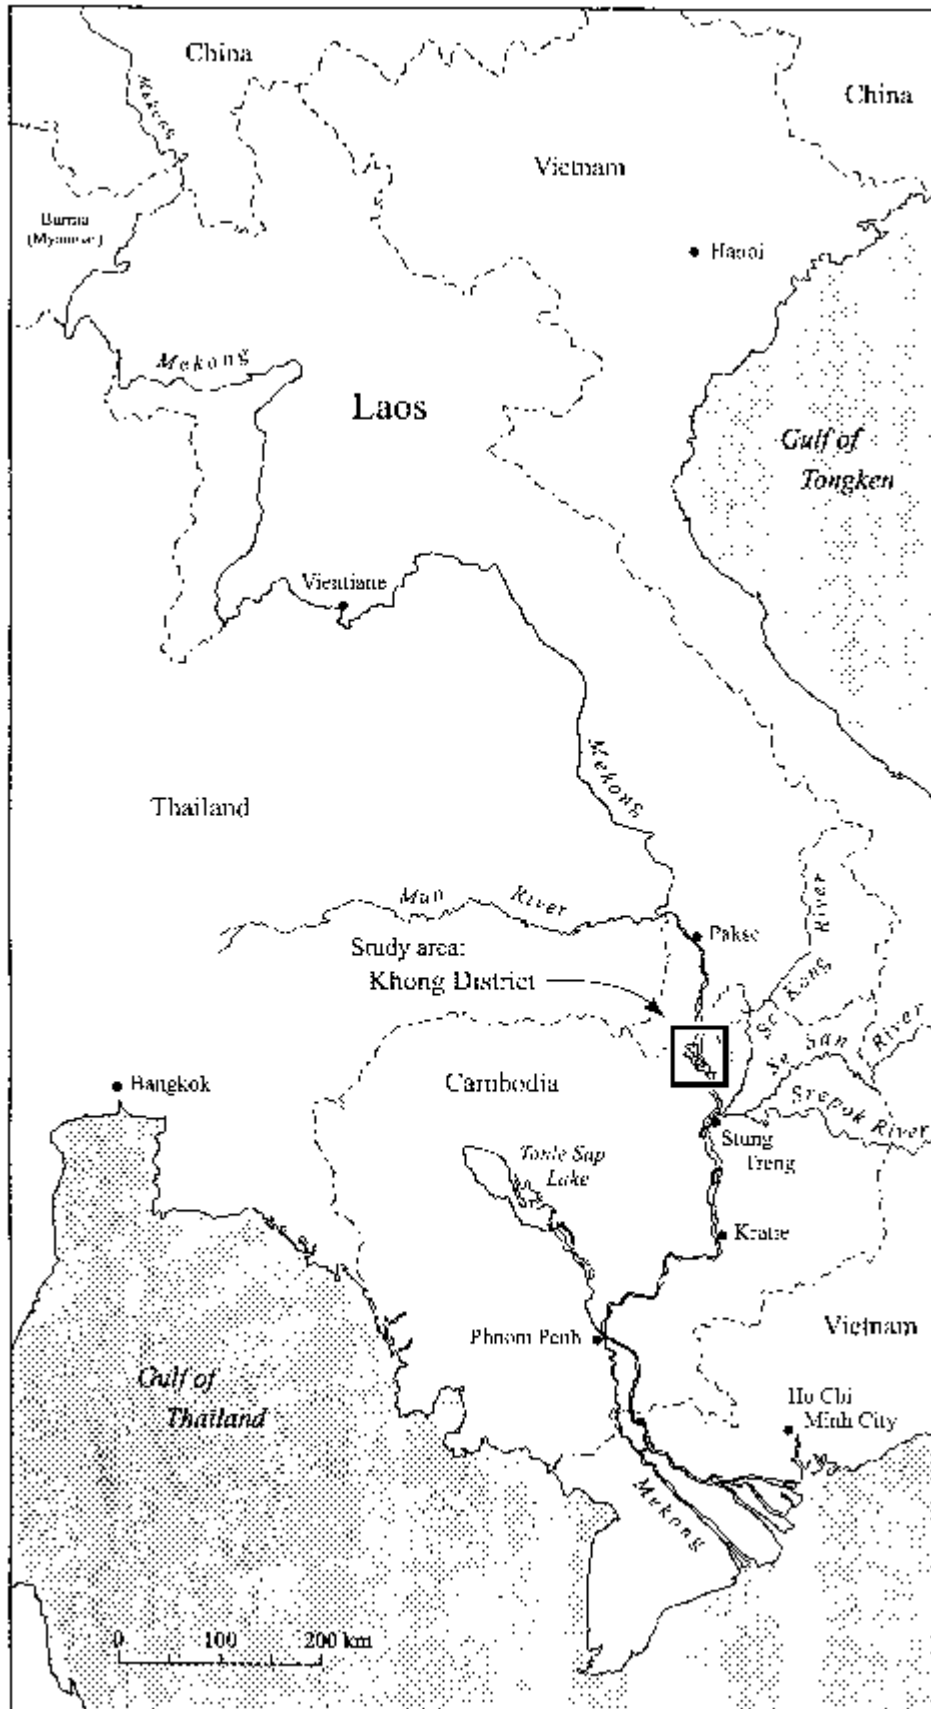 China
China
Mekong
Vietnam
Burma
(Myanmar)
Hanoi
Mekong
Laos
Gulf of
Tongken
Vientiane
Mekong
Thailand
Mun River
Pakse
Study area:
Khong District
Se Kong River
Se San River
Srepok River
Bangkok
Cambodia
Stung
Treng
Tonle Sap
Lake
Kratie
Phnom Penh
Vietnam
Gulf of
Thailand
Ho Chi
Minh City
Mekong
0 100 200 km